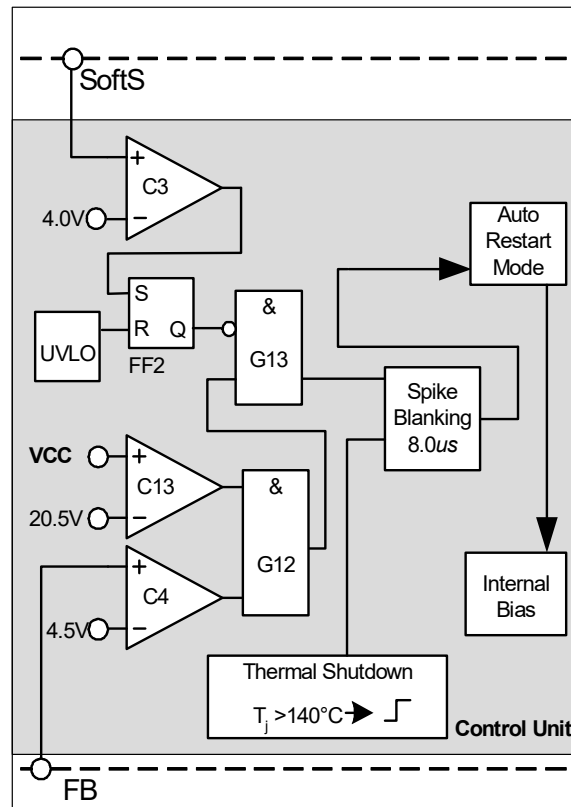 SoftS
+
C3
4.0V
−
Auto
Restart
Mode
S
R
Q
&
G13
UVLO
FF2
Spike
Blanking
8.0us
VCC
+
C13
20.5V
−
&
G12
+
C4
4.5V
−
Internal
Bias
Thermal Shutdown
Tj >140°C
Control Unit
FB